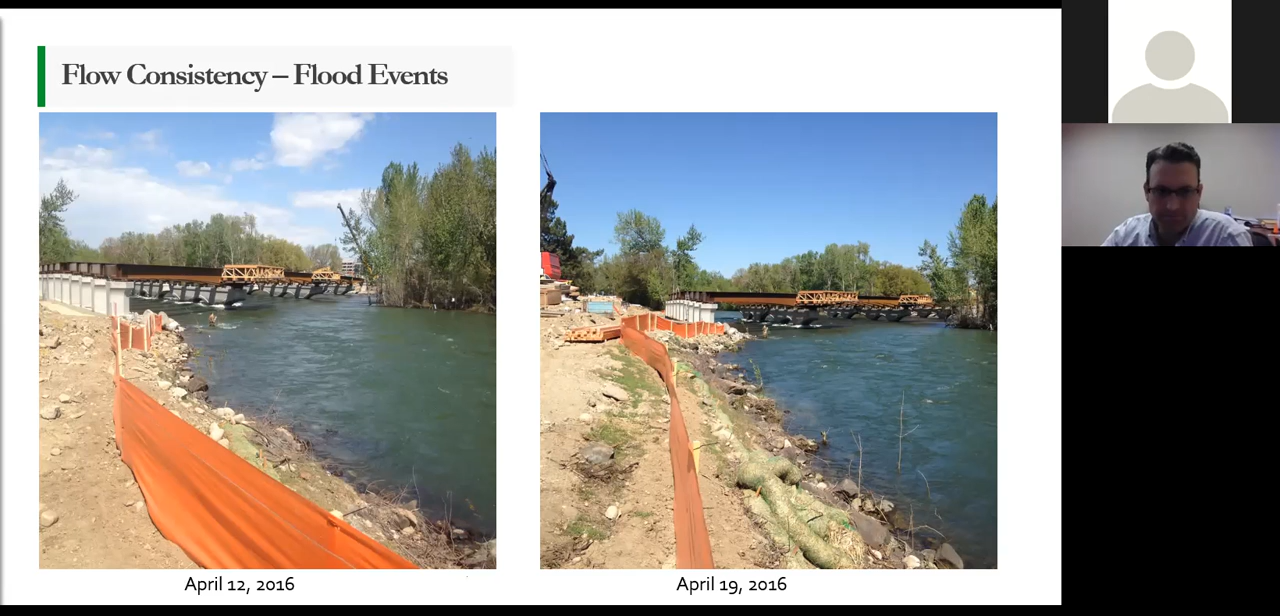 Flow Consistency – Flood Events
April 12, 2016
April 19, 2016